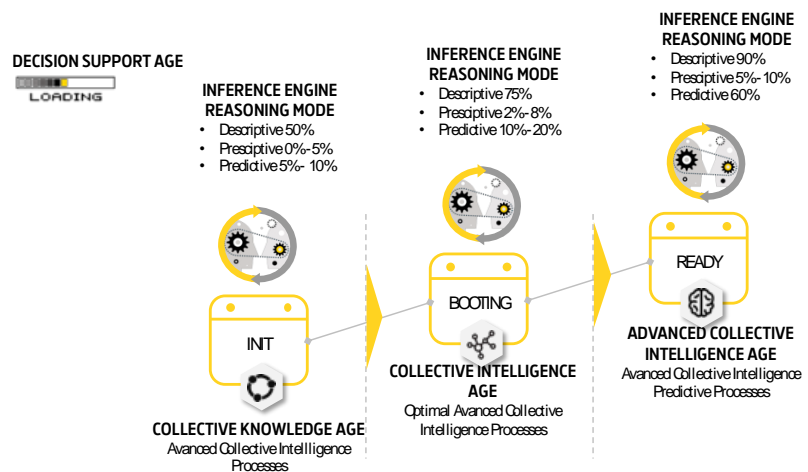 DECISION SUPPORT AGE
LOADING
INFERENCE ENGINE
REASONING MODE
• Descriptive 50%
• Presciptive 0%- 5%
• Predictive 5%- 10%
INIT
COLLECTIVE KNOWLEDGE AGE
Avanced Collective Intellligence
Processes
INFERENCE ENGINE
REASONING MODE
• Descriptive 75%
• Presciptive 2%- 8%
• Predictive 10%- 20%
BOOTING
COLLECTIVE INTELLIGENCE
AGE
Optimal Avanced Collective
Intelligence Processes
INFERENCE ENGINE
REASONING MODE
• Descriptive 90%
• Presciptive 5%- 10%
• Predictive 60%
READY
ADVANCED COLLECTIVE
INTELLIGENCE AGE
Avanced Collective Intelligence
Predictive Processes